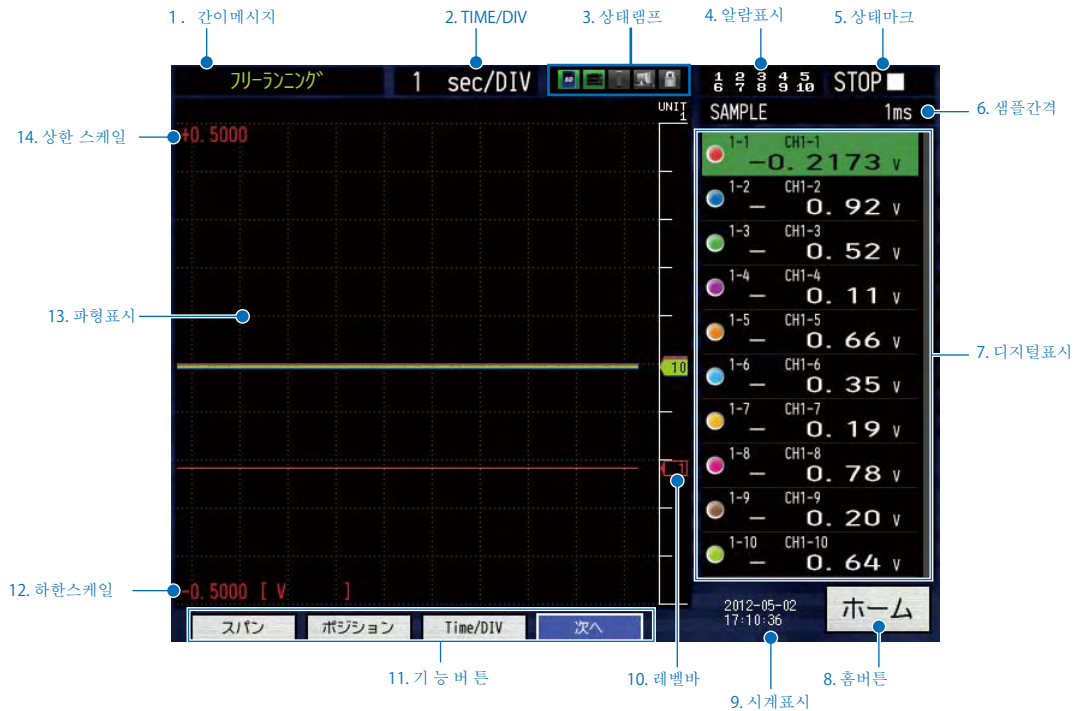 1. 간이메시지
2. TIME/DIV
3. 상태램프
4. 알람표시
5. 상태마크
フリーランニング
1 sec/DIV
SD
1 2 3 4 5
6 7 8 9 10
STOP
UNIT
1
SAMPLE 1ms
6. 샘플간격
14. 상한 스케일
+0.5000
1-1 CH1-1
-0.2173 V
1-2 CH1-2
- 0.92 V
1-3 CH1-3
- 0.52 V
1-4 CH1-4
- 0.11 V
13. 파형표시
1-5 CH1-5
- 0.66 V
7. 디지털표시
10
1-6 CH1-6
- 0.35 V
1-7 CH1-7
- 0.19 V
1-8 CH1-8
- 0.78 V
1
1-9 CH1-9
- 0.20 V
1-10 CH1-10
- 0.64 V
12. 하한스케일
-0.5000 [ V ]
スパン
ポジション
Time/DIV
次へ
2012-05-02
17:10:36
ホーム
11. 기 능 버 튼
10. 레벨바
8. 홈버튼
9. 시계표시